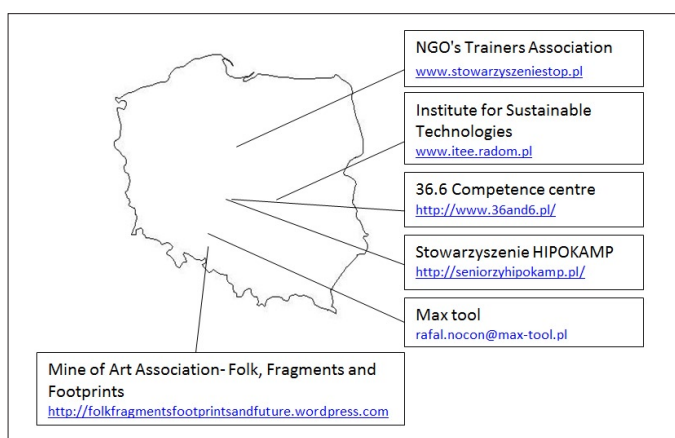 NGO's Trainers Association
www.stowarzyszeniestop.pl
Institute for Sustainable
Technologies
www.itee.radom.pl
36.6 Competence centre
http://www.36and6.pl/
Stowarzyszenie HIPOKAMP
http://seniorzyhipokamp.pl/
Max tool
rafal.nocon@max-tool.pl
Mine of Art Association- Folk, Fragments and
Footprints
http://folkfragmentsfootprintsandfuture.wordpress.com